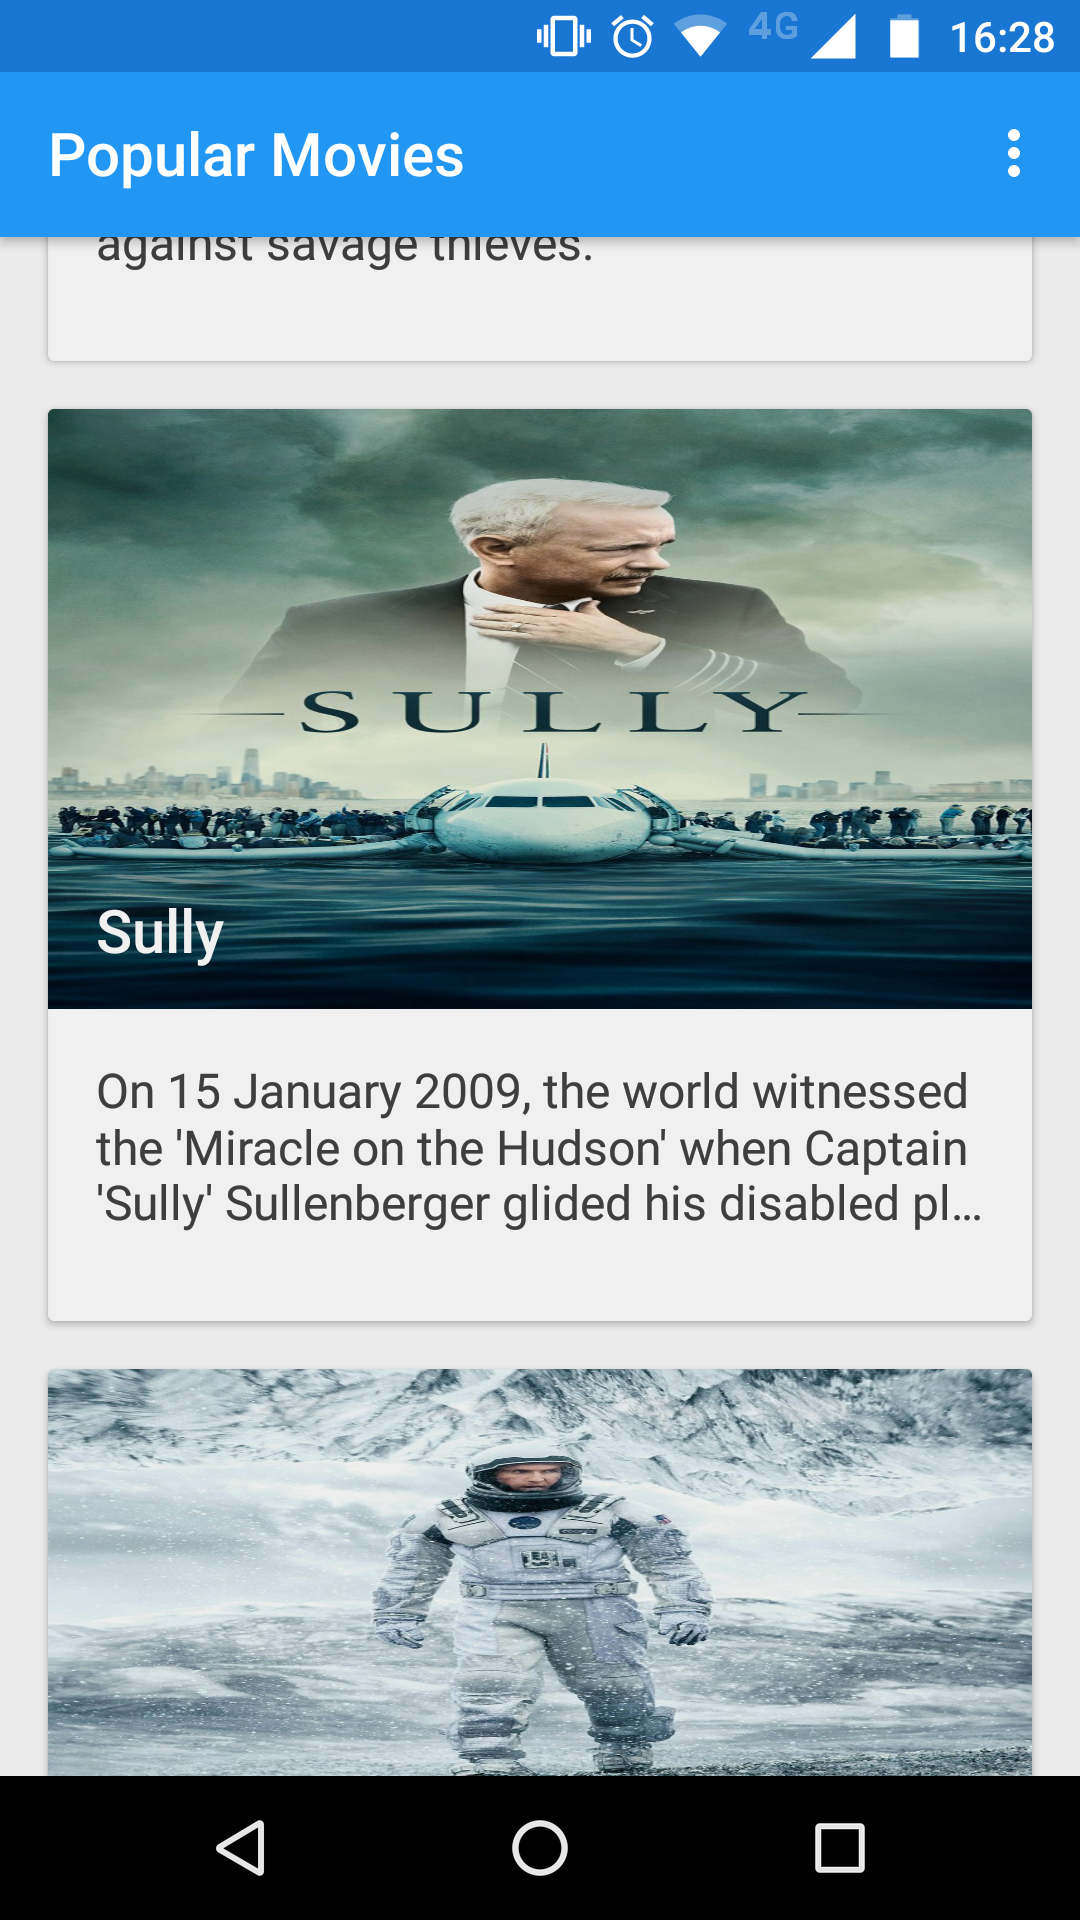 4G 16:28
Popular Movies
against savage thieves.
SULLY
Sully
On 15 January 2009, the world witnessed
the 'Miracle on the Hudson' when Captain
'Sully' Sullenberger glided his disabled pl…